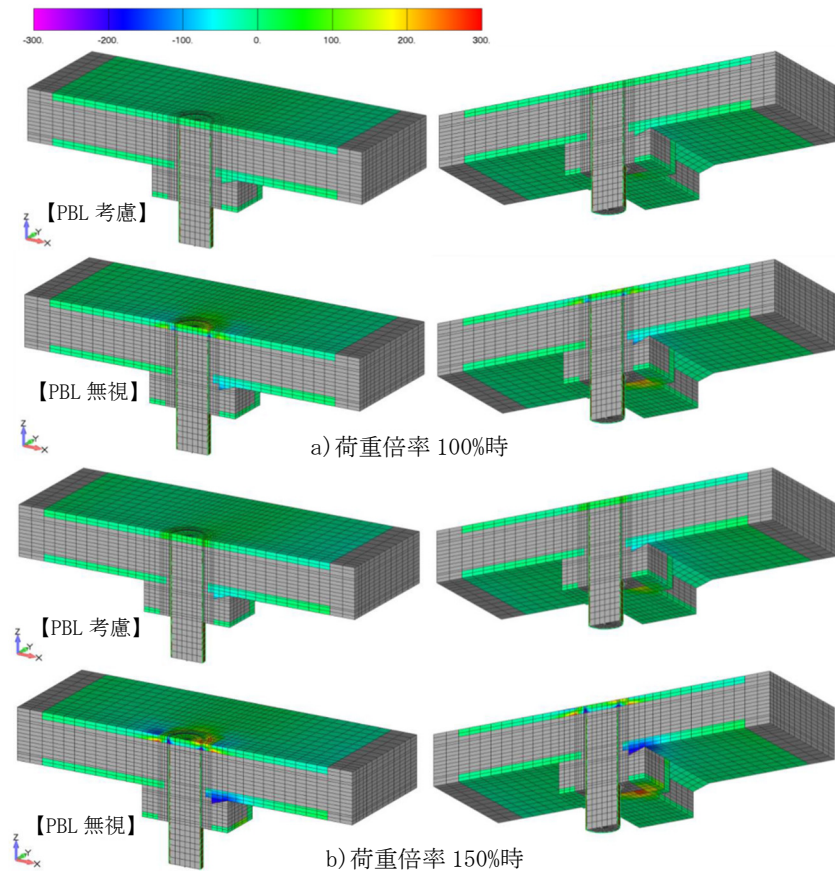 -300. -200. -100. 0. 100. 200. 300.
【PBL 考慮】
Z Y X
【PBL 無視】
Z Y X
a)荷重倍率 100%時
【PBL 考慮】
Z Y X
【PBL 無視】
Z Y X
b)荷重倍率 150%時